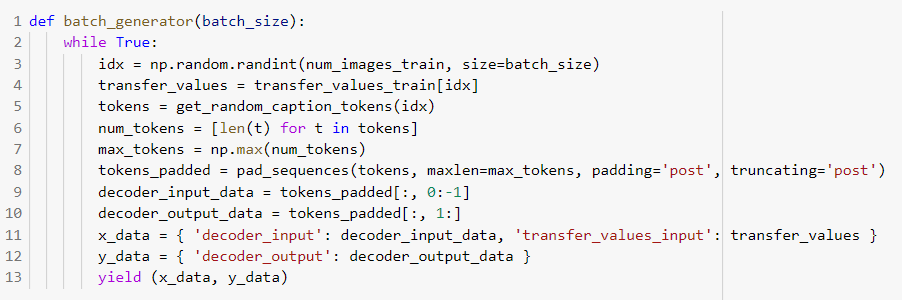 1 def batch_generator(batch_size):
2     while True:
3         idx = np.random.randint(num_images_train, size=batch_size)
4         transfer_values = transfer_values_train[idx]
5         tokens = get_random_caption_tokens(idx)
6         num_tokens = [len(t) for t in tokens]
7         max_tokens = np.max(num_tokens)
8         tokens_padded = pad_sequences(tokens, maxlen=max_tokens, padding='post', truncating='post')
9         decoder_input_data = tokens_padded[:, 0:-1]
10         decoder_output_data = tokens_padded[:, 1:]
11         x_data = { 'decoder_input': decoder_input_data, 'transfer_values_input': transfer_values }
12         y_data = { 'decoder_output': decoder_output_data }
13         yield (x_data, y_data)